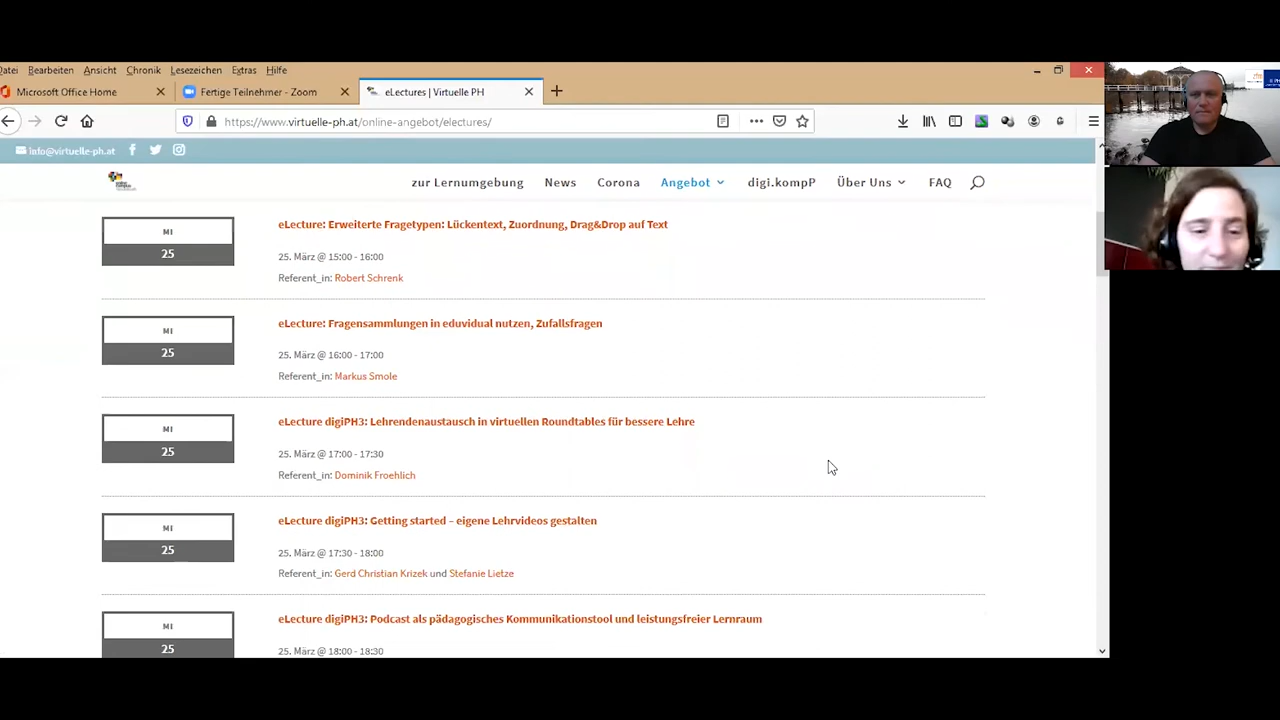 Datei Bearbeiten Ansicht Chronik Lesezeichen Extras Hilfe
Microsoft Office Home Fertige Teilnehmer - Zoom eLectures | Virtuelle PH
https://www.virtuelle-ph.at/online-angebot/electures/
info@virtuelle-ph.at
zur Lernumgebung News Corona Angebot digi.kompP Über Uns FAQ
MI
25
eLecture: Erweiterte Fragetypen: Lückentext, Zuordnung, Drag&Drop auf Text
25. März @ 15:00 - 16:00
Referent_in: Robert Schrenk
MI
25
eLecture: Fragensammlungen in eduvidual nutzen, Zufallsfragen
25. März @ 16:00 - 17:00
Referent_in: Markus Smole
MI
25
eLecture digiPH3: Lehrendenaustausch in virtuellen Roundtables für bessere Lehre
25. März @ 17:00 - 17:30
Referent_in: Dominik Froehlich
MI
25
eLecture digiPH3: Getting started – eigene Lehrvideos gestalten
25. März @ 17:30 - 18:00
Referent_in: Gerd Christian Krizek und Stefanie Lietze
MI
25
eLecture digiPH3: Podcast als pädagogisches Kommunikationstool und leistungsfreier Lernraum
25. März @ 18:00 - 18:30